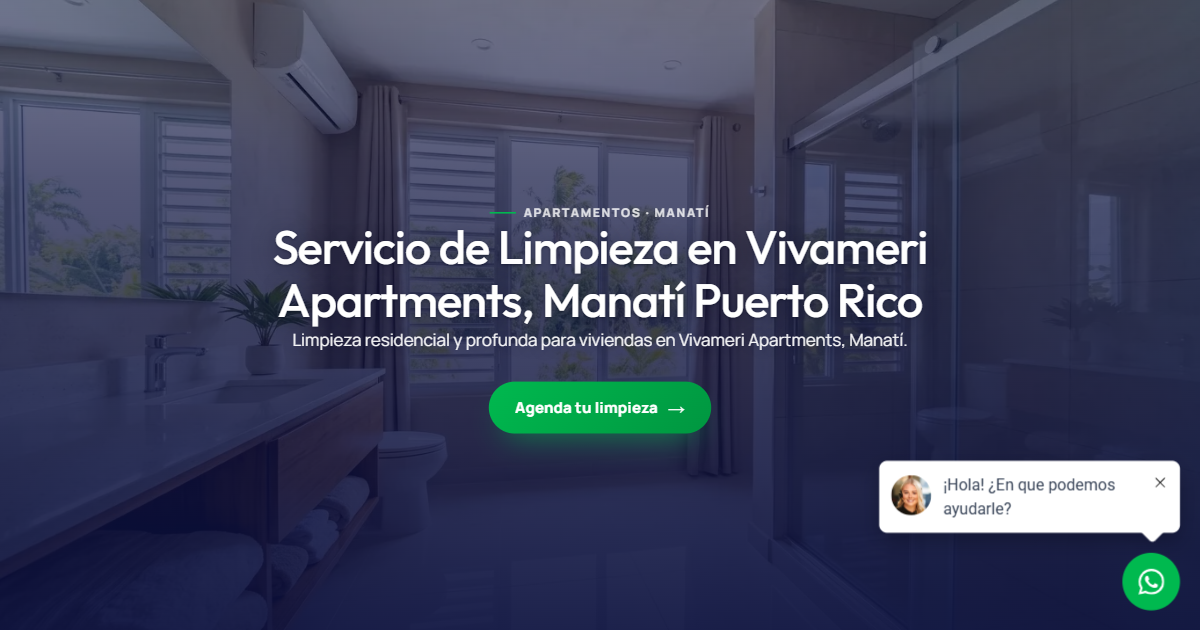 APARTAMENTOS · MANATÍ
Servicio de Limpieza en Vivameri
Apartments, Manatí Puerto Rico
Limpieza residencial y profunda para viviendas en Vivameri Apartments, Manatí.
Agenda tu limpieza →
¡Hola! ¿En que podemos
ayudarle?